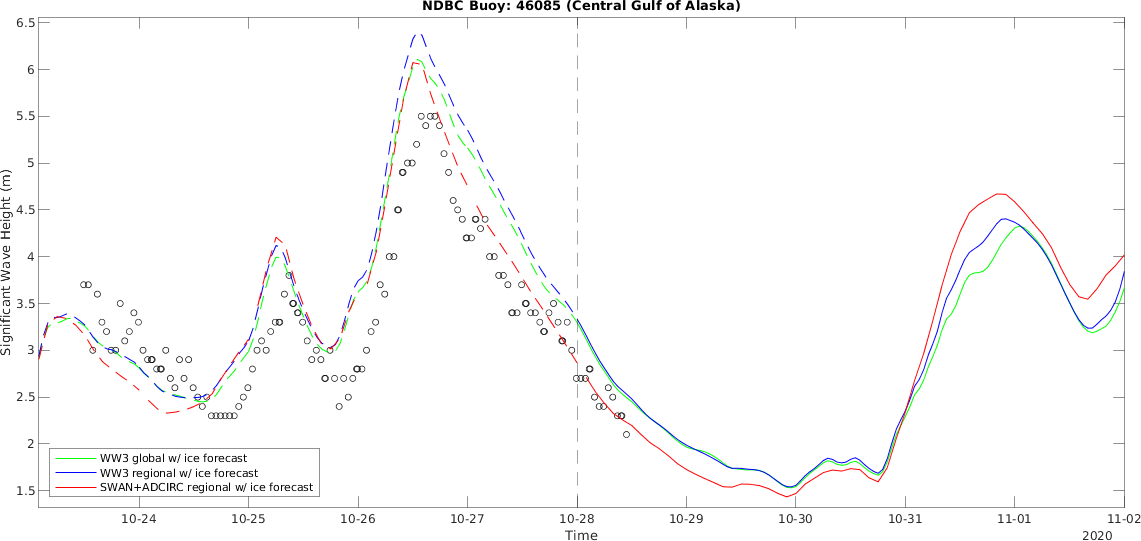 NDBC Buoy: 46085 (Central Gulf of Alaska)
6.5
6
5.5
5
4.5
4
3.5
3
2.5
2
1.5
Significant Wave Height (m)
WW3 global w/ ice forecast
WW3 regional w/ ice forecast
SWAN+ADCIRC regional w/ ice forecast
10-24 10-25 10-26 10-27 10-28 10-29 10-30 10-31 11-01 11-02
Time
2020